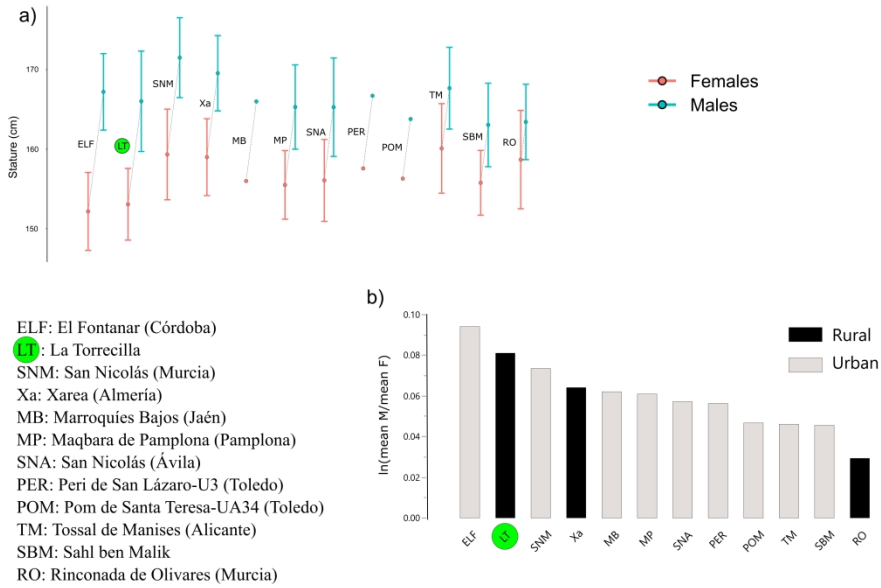 a)
Stature (cm)
170
160
150
ELF
LT
SNM
Xa
MB
MP
SNA
PER
POM
TM
SBM
RO
Females
Males
ELF: El Fontanar (Córdoba)
LT: La Torrecilla
SNM: San Nicolás (Murcia)
Xa: Xarea (Almería)
MB: Marroquíes Bajos (Jaén)
MP: Maqbara de Pamplona (Pamplona)
SNA: San Nicolás (Ávila)
PER: Peri de San Lázaro-U3 (Toledo)
POM: Pom de Santa Teresa-UA34 (Toledo)
TM: Tossal de Manises (Alicante)
SBM: Sahl ben Malik
RO: Rinconada de Olivares (Murcia)
b)
ln(mean M/mean F)
0.10
0.08
0.06
0.04
0.02
0.00
Rural
Urban
ELF
LT
SNM
Xa
MB
MP
SNA
PER
POM
TM
SBM
RO